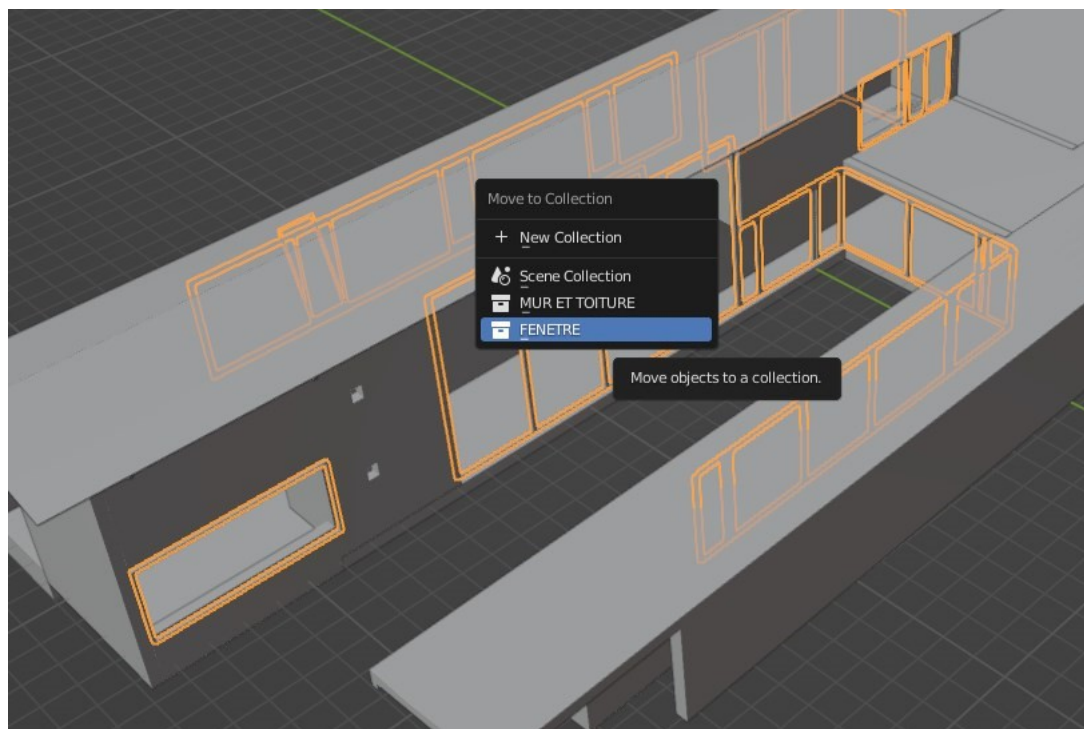 Move to Collection
New Collection
Scene Collection
MUR ET TOITURE
FENETRE
Move objects to a collection.